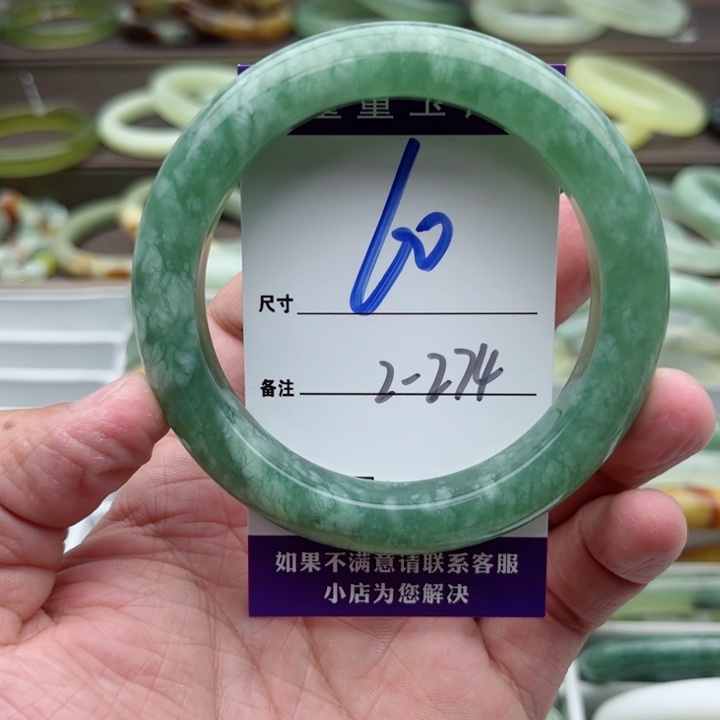 60
尺寸
备注 2-274
如果不满意请联系客服
小店为您解决